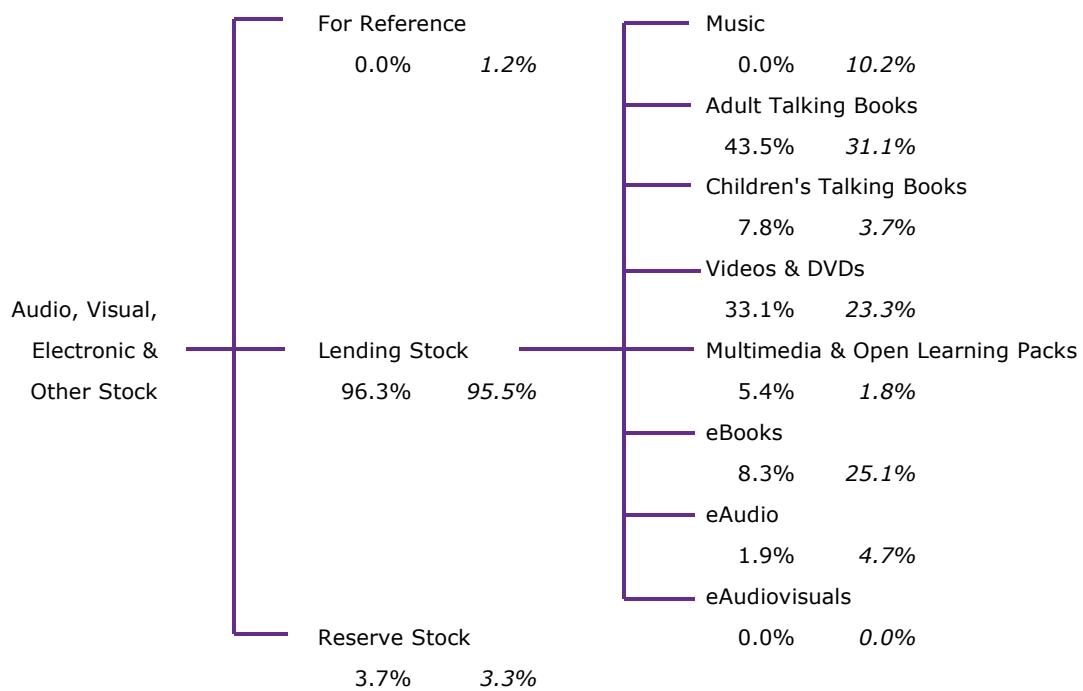 Audio, Visual,
Electronic &
Other Stock
For Reference
0.0% 1.2%
Lending Stock
96.3% 95.5%
Reserve Stock
3.7% 3.3%
Music
0.0% 10.2%
Adult Talking Books
43.5% 31.1%
Children's Talking Books
7.8% 3.7%
Videos & DVDs
33.1% 23.3%
Multimedia & Open Learning Packs
5.4% 1.8%
eBooks
8.3% 25.1%
eAudio
1.9% 4.7%
eAudiovisuals
0.0% 0.0%